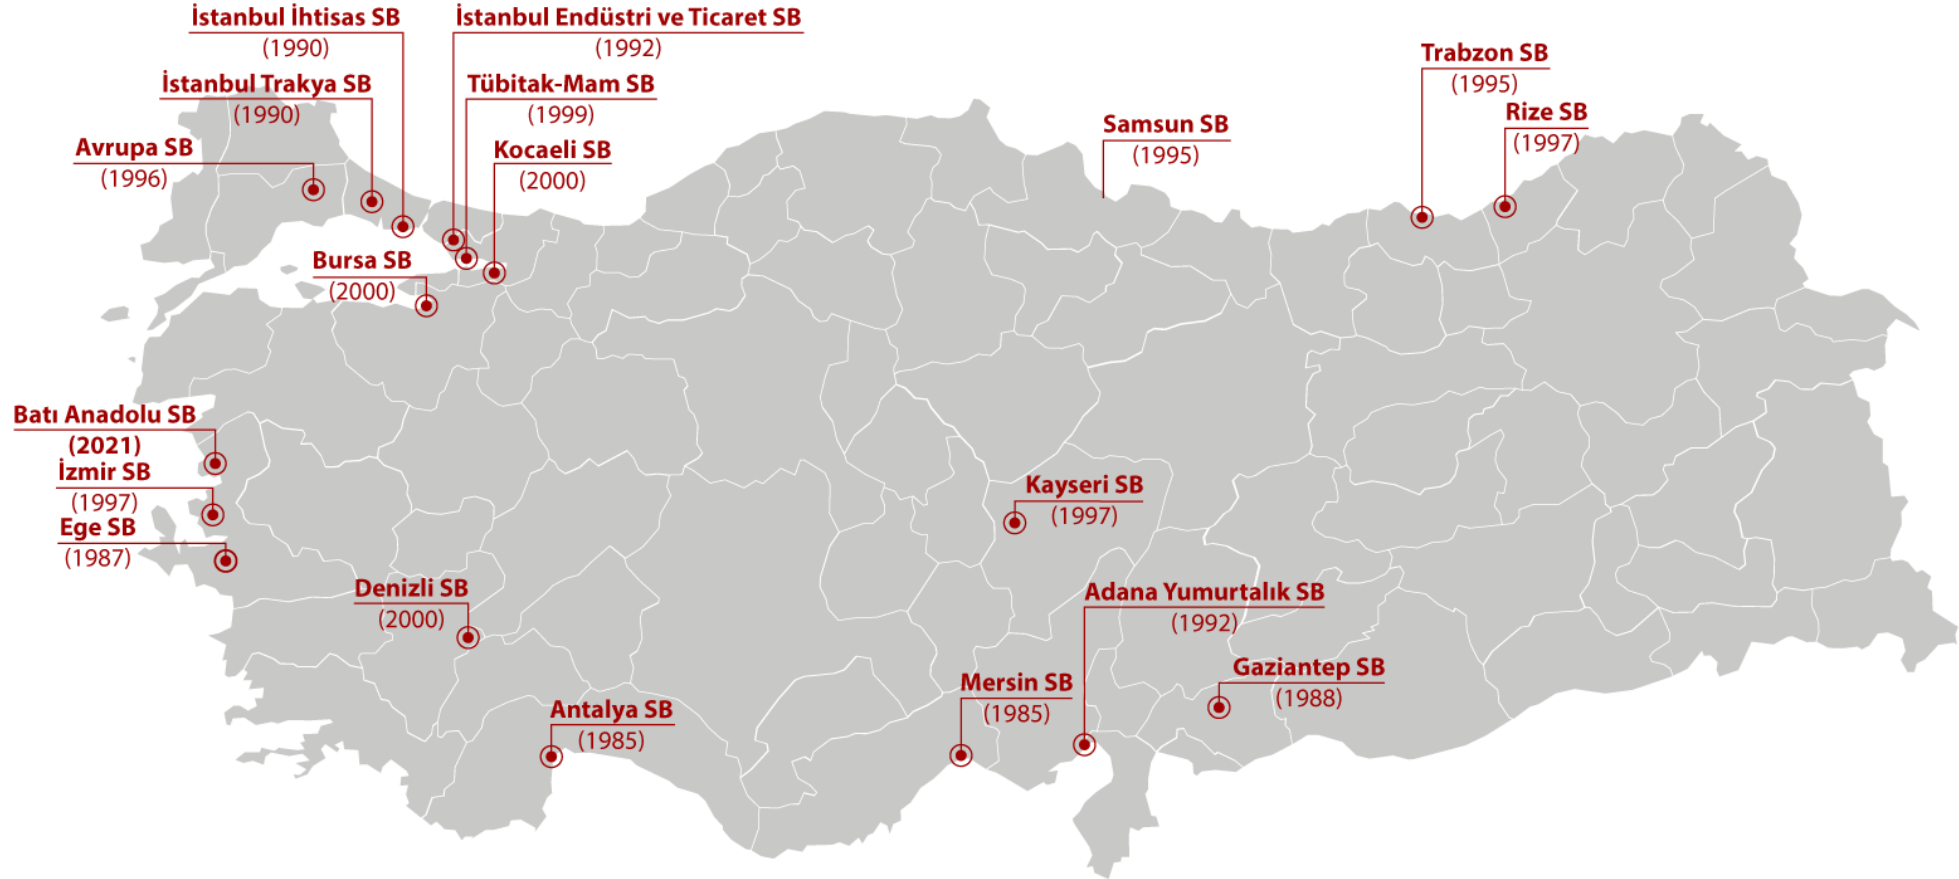 İstanbul İhtisas SB
(1990)
İstanbul Endüstri ve Ticaret SB
(1992)
İstanbul Trakya SB
(1990)
Tübitak-Mam SB
(1999)
Avrupa SB
(1996)
Kocaeli SB
(2000)
Trabzon SB
(1995)
Rize SB
(1997)
Samsun SB
(1995)
Bursa SB
(2000)
Batı Anadolu SB
(2021)
İzmir SB
(1997)
Ege SB
(1987)
Kayseri SB
(1997)
Denizli SB
(2000)
Adana Yumurtalık SB
(1992)
Gaziantep SB
(1988)
Mersin SB
(1985)
Antalya SB
(1985)